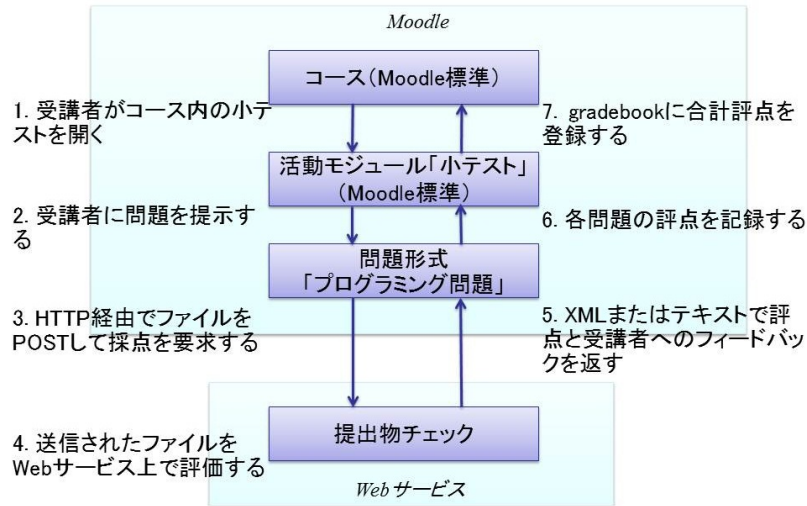 Moodle
コース(Moodle標準)
1. 受講者がコース内の小テ
ストを開く
7. gradebookに合計評点を
登録する
活動モジュール「小テスト」
(Moodle標準)
2. 受講者に問題を提示す
る
6. 各問題の評点を記録する
問題形式
「プログラミング問題」
3. HTTP経由でファイルを
POSTして採点を要求する
5. XMLまたはテキストで評
点と受講者へのフィードバッ
クを返す
提出物チェック
4. 送信されたファイルを
Webサービス上で評価する
Webサービス